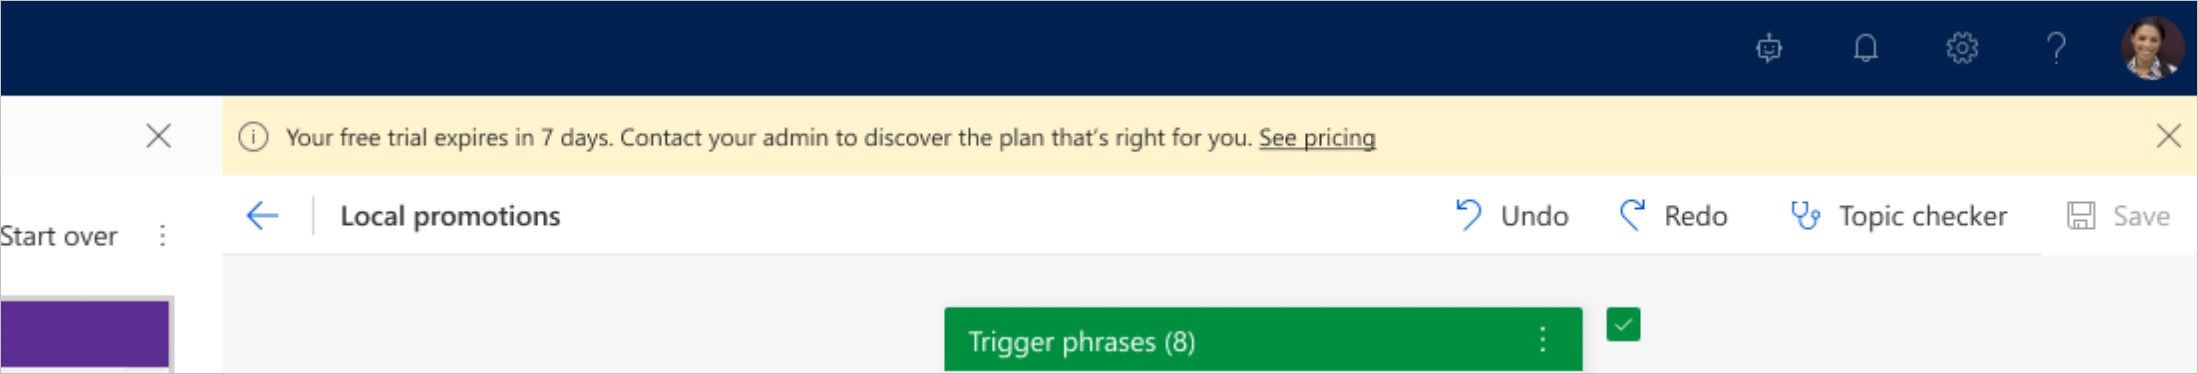 Your free trial expires in 7 days. Contact your admin to discover the plan that's right for you. See pricing
Start over
Local promotions
Undo
Redo
Topic checker
Save
Trigger phrases (8)